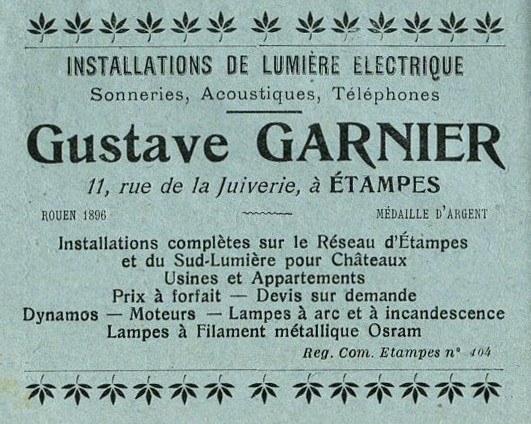 INSTALLATIONS DE LUMIÈRE ELECTRIQUE
Sonneries, Acoustiques, Téléphones
Gustave GARNIER
11, rue de la Juiverie, à ÉTAMPES
ROUEN 1896 MÉDAILLE D'ARGENT
Installations complètes sur le Réseau d'Étampes
et du Sud-Lumière pour Châteaux
Usines et Appartements
Prix à forfait — Devis sur demande
Dynamos — Moteurs — Lampes à arc et à incandescence
Lampes à Filament métallique Osram
Reg. Com. Etampes n° 404